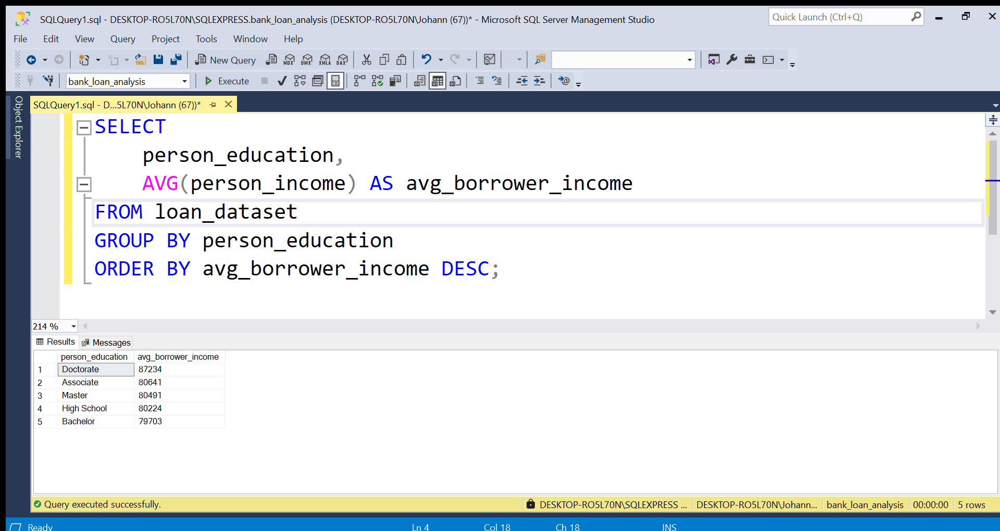 SQLQuery1.sql - DESKTOP-RO5L70N\SQLEXPRESS.bank_loan_analysis (DESKTOP-RO5L70N\Johann (67))* - Microsoft SQL Server Management Studio
Quick Launch (Ctrl+Q)
File Edit View Query Project Tools Window Help
New Query MDX DMX XMLA DAX
bank_loan_analysis Execute
Object Explorer
SQLQuery1.sql - D...5L70N\Johann (67))*
SELECT
person_education,
AVG(person_income) AS avg_borrower_income
FROM loan_dataset
GROUP BY person_education
ORDER BY avg_borrower_income DESC;
214 %
Results Messages
person_education avg_borrower_income
1 Doctorate 87234
2 Associate 80641
3 Master 80491
4 High School 80224
5 Bachelor 79703
Query executed successfully. DESKTOP-RO5L70N\SQLEXPRESS ... DESKTOP-RO5L70N\Johann... bank_loan_analysis 00:00:00 5 rows
Ready Ln 4 Col 18 Ch 18 INS